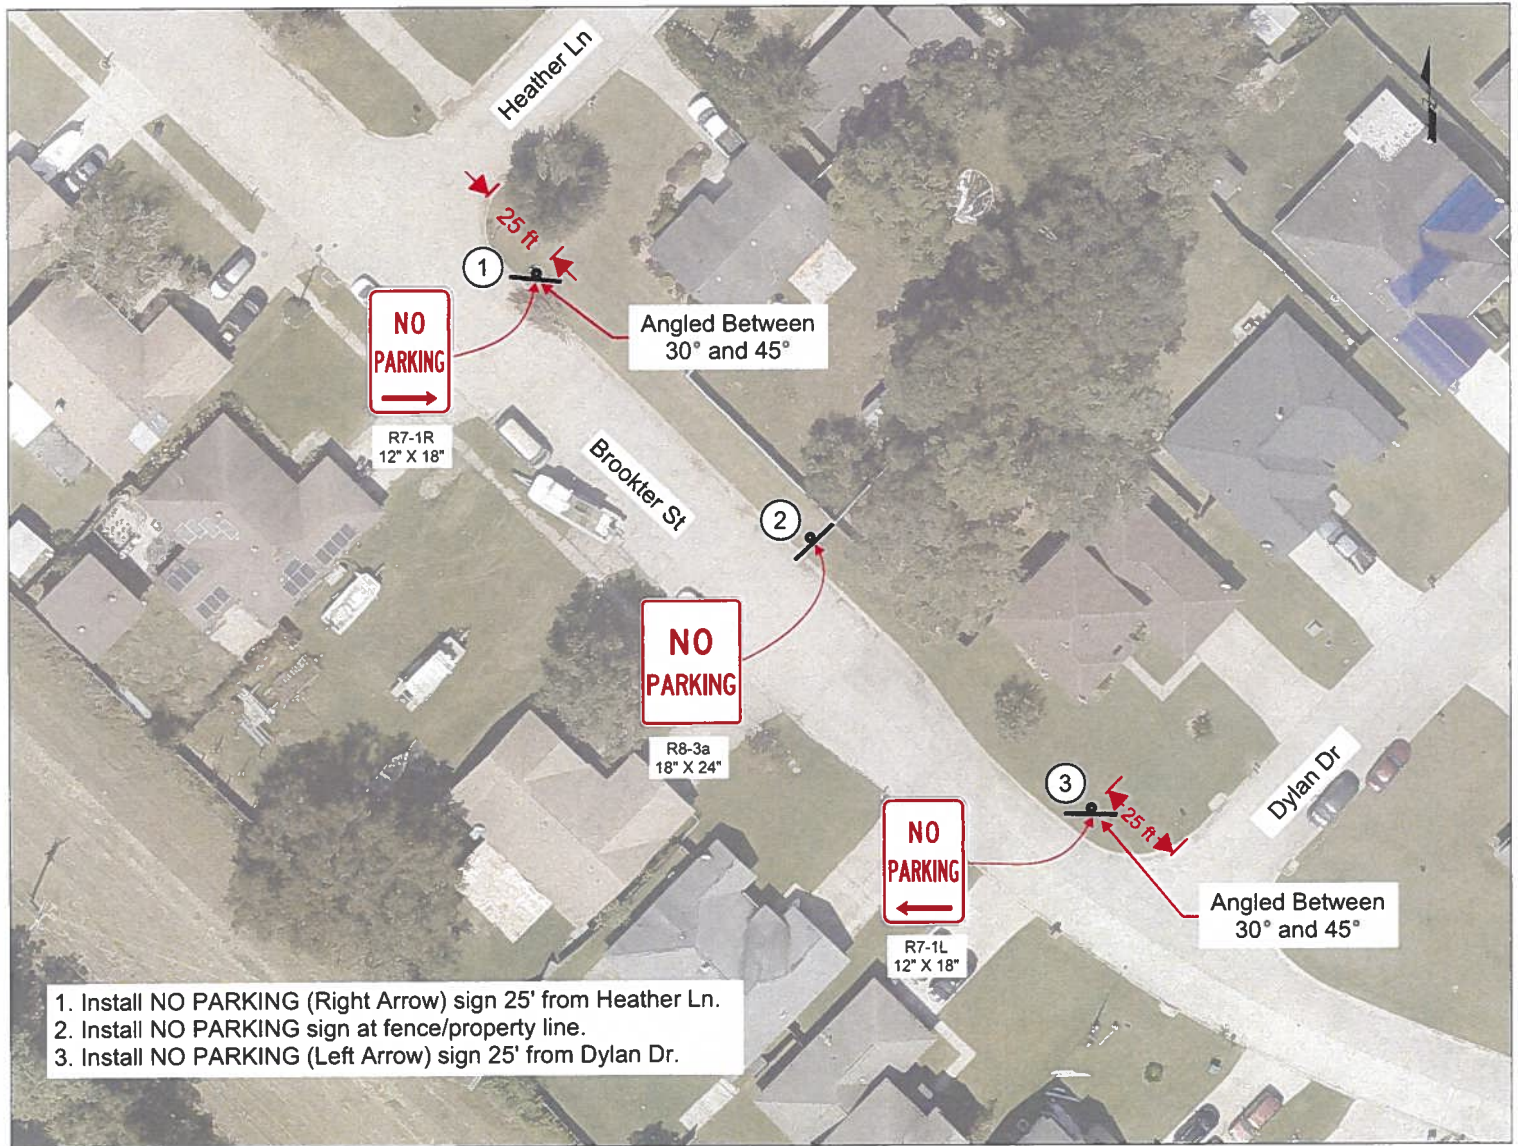 Heather Ln
25 ft
1
NO
PARKING
R7-1R
12" X 18"
Angled Between
30° and 45°
Brookter St
2
NO
PARKING
R8-3a
18" X 24"
3
25 ft
Dylan Dr
NO
PARKING
R7-1L
12" X 18"
Angled Between
30° and 45°
1. Install NO PARKING (Right Arrow) sign 25' from Heather Ln.
2. Install NO PARKING sign at fence/property line.
3. Install NO PARKING (Left Arrow) sign 25' from Dylan Dr.